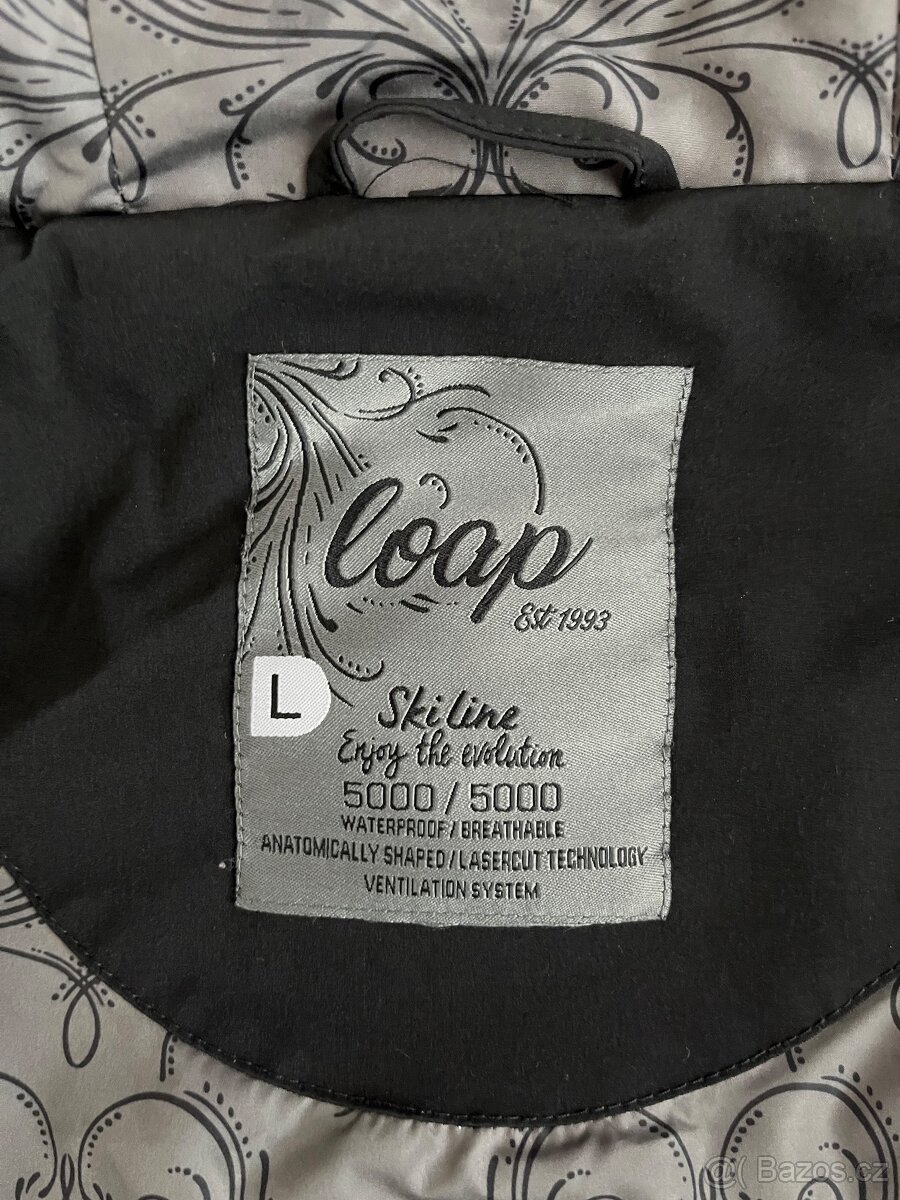 loap
Est 1993
L
Ski line
Enjoy the evolution
5000 / 5000
WATERPROOF / BREATHABLE
ANATOMICALLY SHAPED / LASERCUT TECHNOLOGY
VENTILATION SYSTEM
@( Bazos.cz